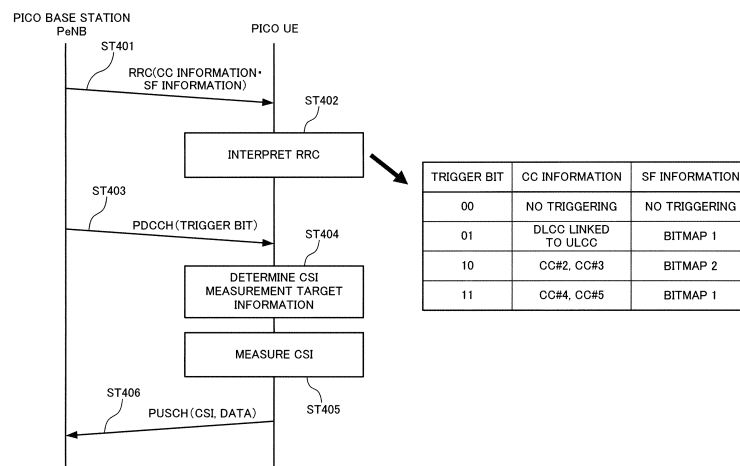 PICO BASE STATION
PeNB
PICO UE
ST401
RRC(CC INFORMATION・
SF INFORMATION)
ST402
INTERPRET RRC
TRIGGER BIT CC INFORMATION SF INFORMATION
00 NO TRIGGERING NO TRIGGERING
01 DLCC LINKED
TO ULCC BITMAP 1
10 CC#2, CC#3 BITMAP 2
11 CC#4, CC#5 BITMAP 1
ST403
PDCCH(TRIGGER BIT)
ST404
DETERMINE CSI
MEASUREMENT TARGET
INFORMATION
MEASURE CSI
ST405
ST406
PUSCH(CSI, DATA)